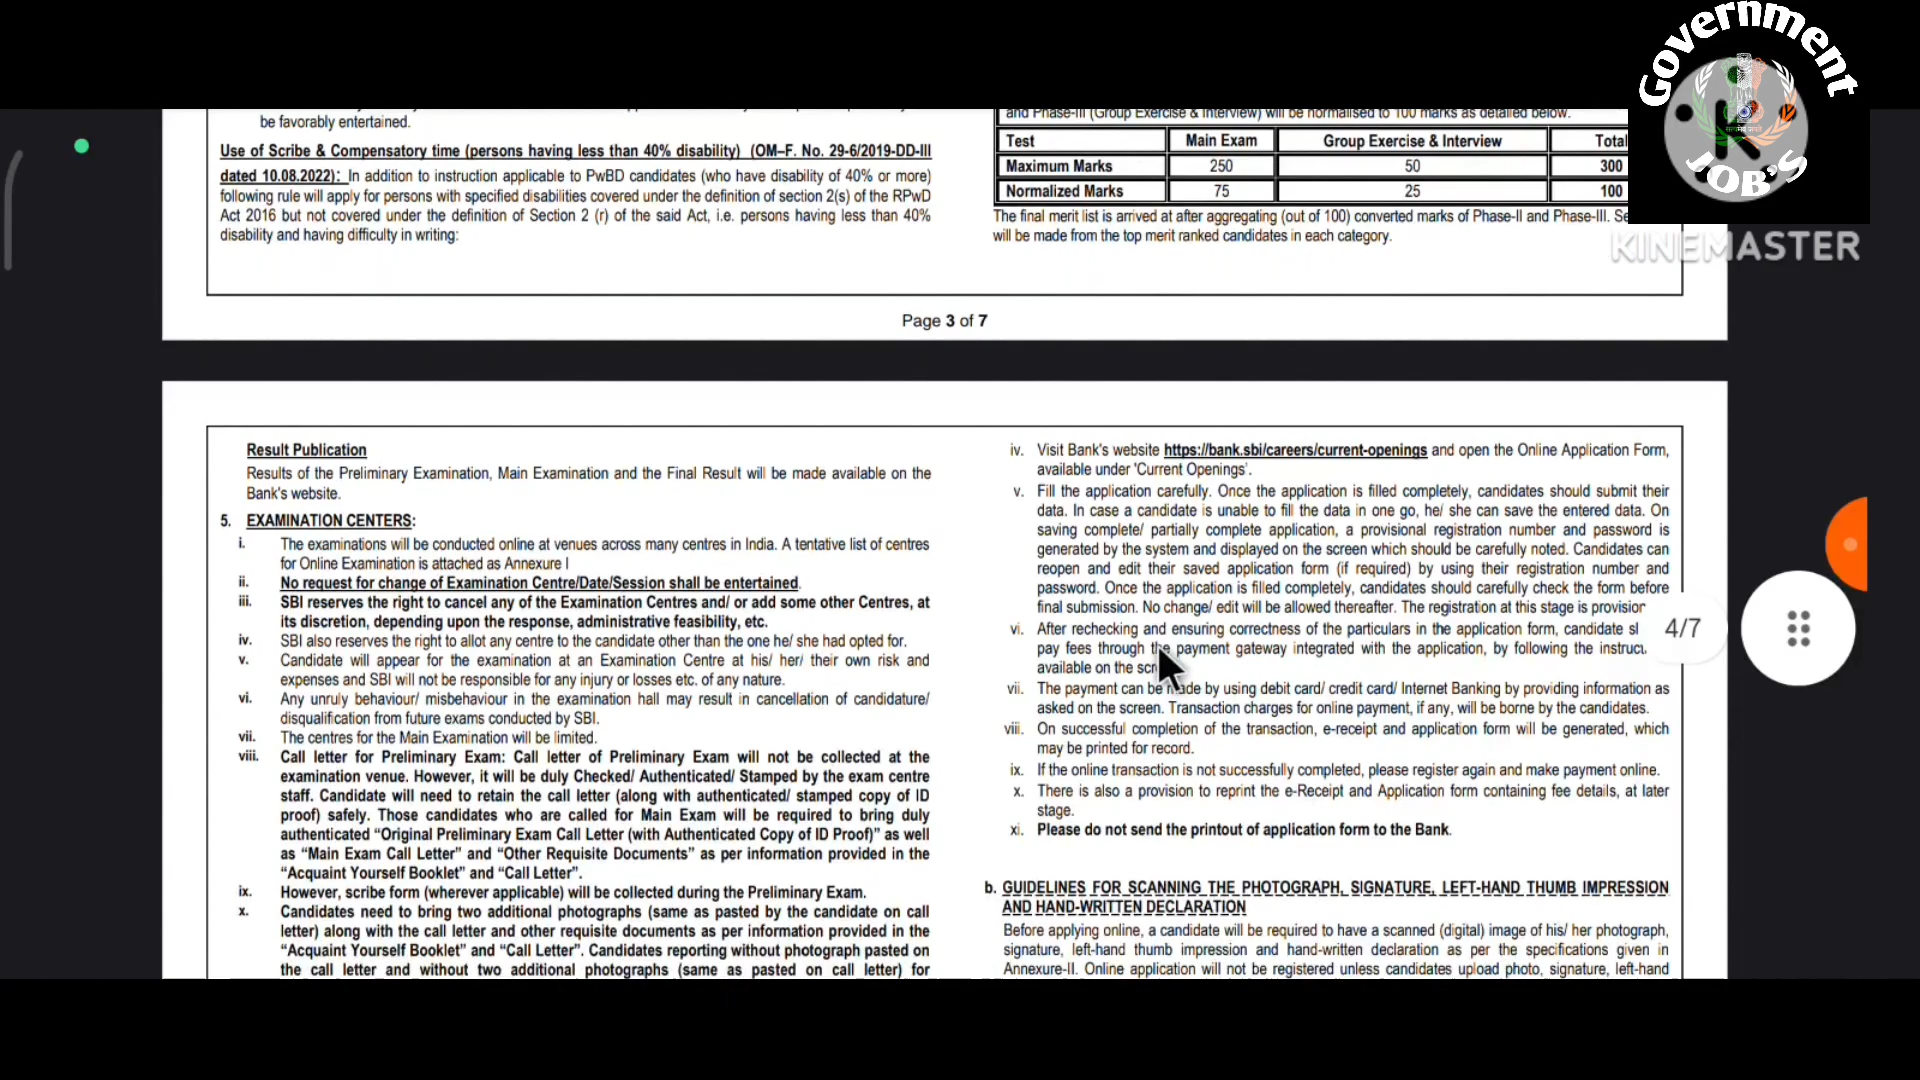 be favorably entertained.
Use of Scribe & Compensatory time (persons having less than 40% disability) (OM–F. No. 29-6/2019-DD-III
dated 10.08.2022): In addition to instruction applicable to PwBD candidates (who have disability of 40% or more)
following rule will apply for persons with specified disabilities covered under the definition of section 2(s) of the RPwD
Act 2016 but not covered under the definition of Section 2 (r) of the said Act, i.e. persons having less than 40%
disability and having difficulty in writing:
and Phase-III (Group Exercise & Interview) will be normalised to 100 marks as detailed below.
Test Main Exam Group Exercise & Interview Total
Maximum Marks 250 50 300
Normalized Marks 75 25 100
The final merit list is arrived at after aggregating (out of 100) converted marks of Phase-II and Phase-III. Se
will be made from the top merit ranked candidates in each category.
Government
JOB'S
KINEMASTER
Page 3 of 7
Result Publication
Results of the Preliminary Examination, Main Examination and the Final Result will be made available on the
Bank's website.
5. EXAMINATION CENTERS:
i. The examinations will be conducted online at venues across many centres in India. A tentative list of centres
for Online Examination is attached as Annexure I
ii. No request for change of Examination Centre/Date/Session shall be entertained.
iii. SBI reserves the right to cancel any of the Examination Centres and/ or add some other Centres, at
its discretion, depending upon the response, administrative feasibility, etc.
iv. SBI also reserves the right to allot any centre to the candidate other than the one he/ she had opted for.
v. Candidate will appear for the examination at an Examination Centre at his/ her/ their own risk and
expenses and SBI will not be responsible for any injury or losses etc. of any nature.
vi. Any unruly behaviour/ misbehaviour in the examination hall may result in cancellation of candidature/
disqualification from future exams conducted by SBI.
vii. The centres for the Main Examination will be limited.
viii. Call letter for Preliminary Exam: Call letter of Preliminary Exam will not be collected at the
examination venue. However, it will be duly Checked/ Authenticated/ Stamped by the exam centre
staff. Candidate will need to retain the call letter (along with authenticated/ stamped copy of ID
proof) safely. Those candidates who are called for Main Exam will be required to bring duly
authenticated “Original Preliminary Exam Call Letter (with Authenticated Copy of ID Proof)” as well
as “Main Exam Call Letter” and “Other Requisite Documents” as per information provided in the
“Acquaint Yourself Booklet” and “Call Letter”.
ix. However, scribe form (wherever applicable) will be collected during the Preliminary Exam.
x. Candidates need to bring two additional photographs (same as pasted by the candidate on call
letter) along with the call letter and other requisite documents as per information provided in the
“Acquaint Yourself Booklet” and “Call Letter”. Candidates reporting without photograph pasted on
the call letter and without two additional photographs (same as pasted on call letter) for
iv. Visit Bank's website https://bank.sbi/careers/current-openings and open the Online Application Form,
available under 'Current Openings'.
v. Fill the application carefully. Once the application is filled completely, candidates should submit their
data. In case a candidate is unable to fill the data in one go, he/ she can save the entered data. On
saving complete/ partially complete application, a provisional registration number and password is
generated by the system and displayed on the screen which should be carefully noted. Candidates can
reopen and edit their saved application form (if required) by using their registration number and
password. Once the application is filled completely, candidates should carefully check the form before
final submission. No change/ edit will be allowed thereafter. The registration at this stage is provision
vi. After rechecking and ensuring correctness of the particulars in the application form, candidate
pay fees through the payment gateway integrated with the application, by following the
available on the
vii. The payment can be made by using debit card/ credit card/ Internet Banking by providing information as
asked on the screen. Transaction charges for online payment, if any, will be borne by the candidates.
viii. On successful completion of the transaction, e-receipt and application form will be generated, which
may be printed for record.
ix. If the online transaction is not successfully completed, please register again and make payment online.
x. There is also a provision to reprint the e-Receipt and Application form containing fee details, at later
stage.
xi. Please do not send the printout of application form to the Bank.
b. GUIDELINES FOR SCANNING THE PHOTOGRAPH, SIGNATURE, LEFT-HAND THUMB IMPRESSION
AND HAND-WRITTEN DECLARATION
Before applying online, a candidate will be required to have a scanned (digital) image of his/ her photograph,
signature, left-hand thumb impression and hand-written declaration as per the specifications given in
Annexure-II. Online application will not be registered unless candidates upload photo, signature, left-hand
4/7